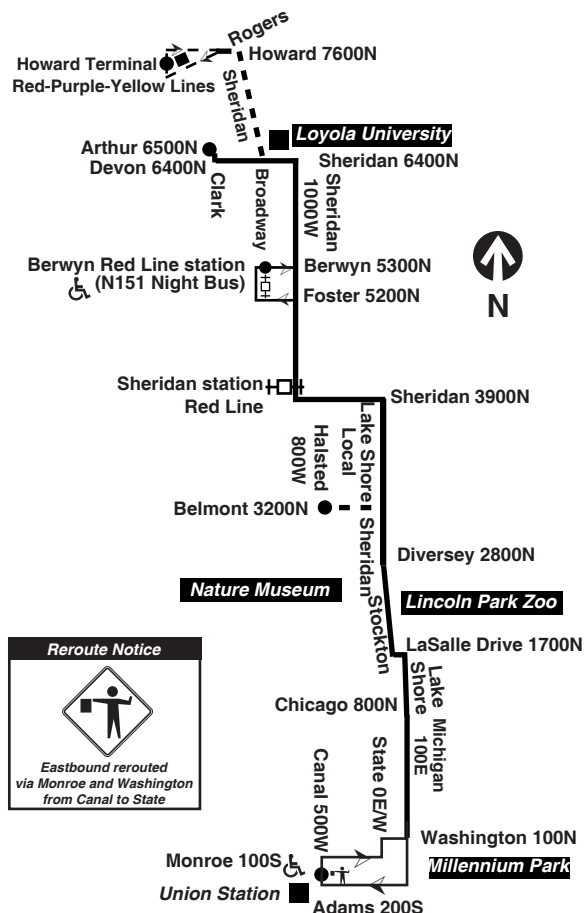 Rogers
Howard 7600N
Howard Terminal
Red-Purple-Yellow Lines
Sheridan
Loyola University
Arthur 6500N
Devon 6400N
Sheridan 6400N
Clark
Broadway
Sheridan
1000W
Berwyn Red Line station
(N151 Night Bus)
Berwyn 5300N
Foster 5200N
N
Sheridan station
Red Line
Sheridan 3900N
Lake Shore
Local
Halsted
800W
Belmont 3200N
Sheridan
Diversey 2800N
Nature Museum
Stockton
Lincoln Park Zoo
LaSalle Drive 1700N
Reroute Notice
Eastbound rerouted
via Monroe and Washington
from Canal to State
Lake
Shore
Michigan
100E
Chicago 800N
State 0E/W
Canal 500W
Washington 100N
Monroe 100S
Millennium Park
Union Station
Adams 200S